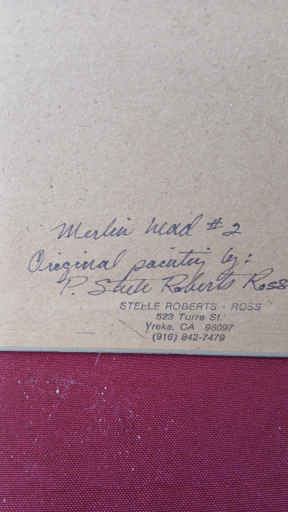 Merlin Head #2
Original painting by:
P. Stelle Roberts Ross
STELLE ROBERTS - ROSS
523 Turre St.
Yreka, CA 96097
(916) 842-7479